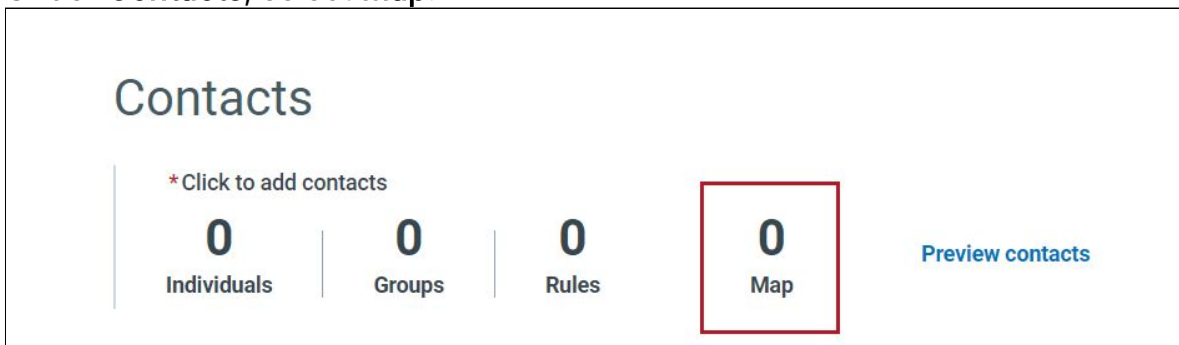 Contacts
*Click to add contacts
0 0 0 0
Individuals Groups Rules Map
Preview contacts